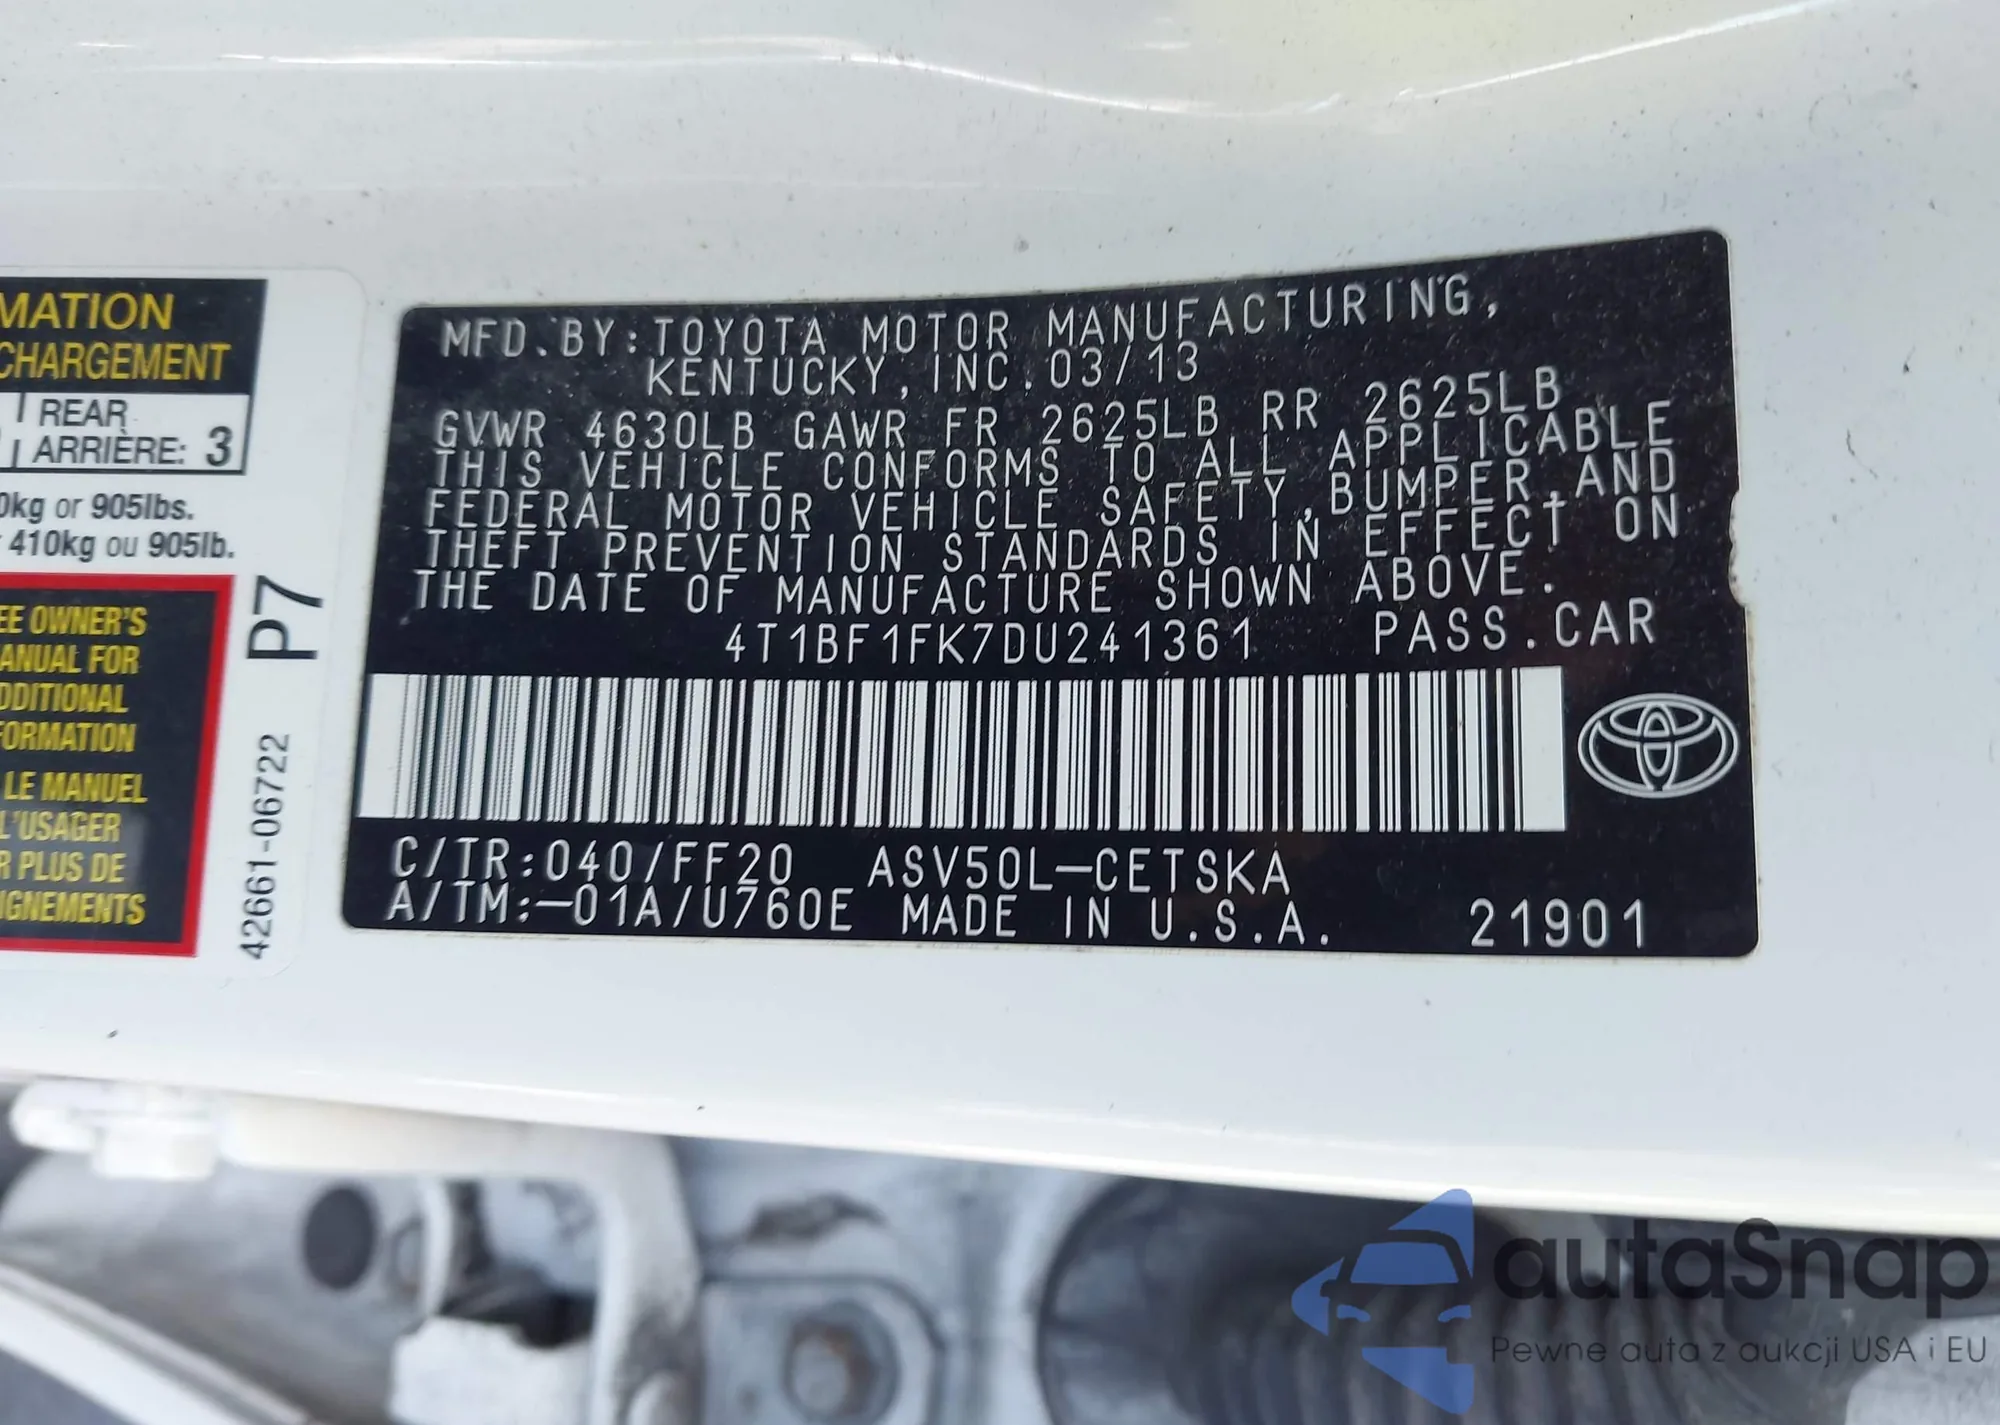 MATION
CHARGEMENT
REAR
ARRIÈRE: 3
0kg or 905lbs.
410kg ou 905lb.
EE OWNER'S
ANUAL FOR
DDITIONAL
FORMATION
LE MANUEL
L'USAGER
R PLUS DE
IGNEMENTS
P7
42661-06722
MFD.BY:TOYOTA MOTOR MANUFACTURING,
KENTUCKY,INC.03/13
GVWR 4630LB GAWR FR 2625LB RR 2625LB
THIS VEHICLE CONFORMS TO ALL APPLICABLE
FEDERAL MOTOR VEHICLE SAFETY,BUMPER,AND
THEFT PREVENTION STANDARDS IN EFFECT ON
THE DATE OF MANUFACTURE SHOWN ABOVE.
4T1BF1FK7DU241361 PASS.CAR
C/TR:040/FF20 ASV50L-CETSKA
A/TM:-01A/U760E MADE IN U.S.A. 21901
autaSnap
Pewne auta z aukcji USA i EU